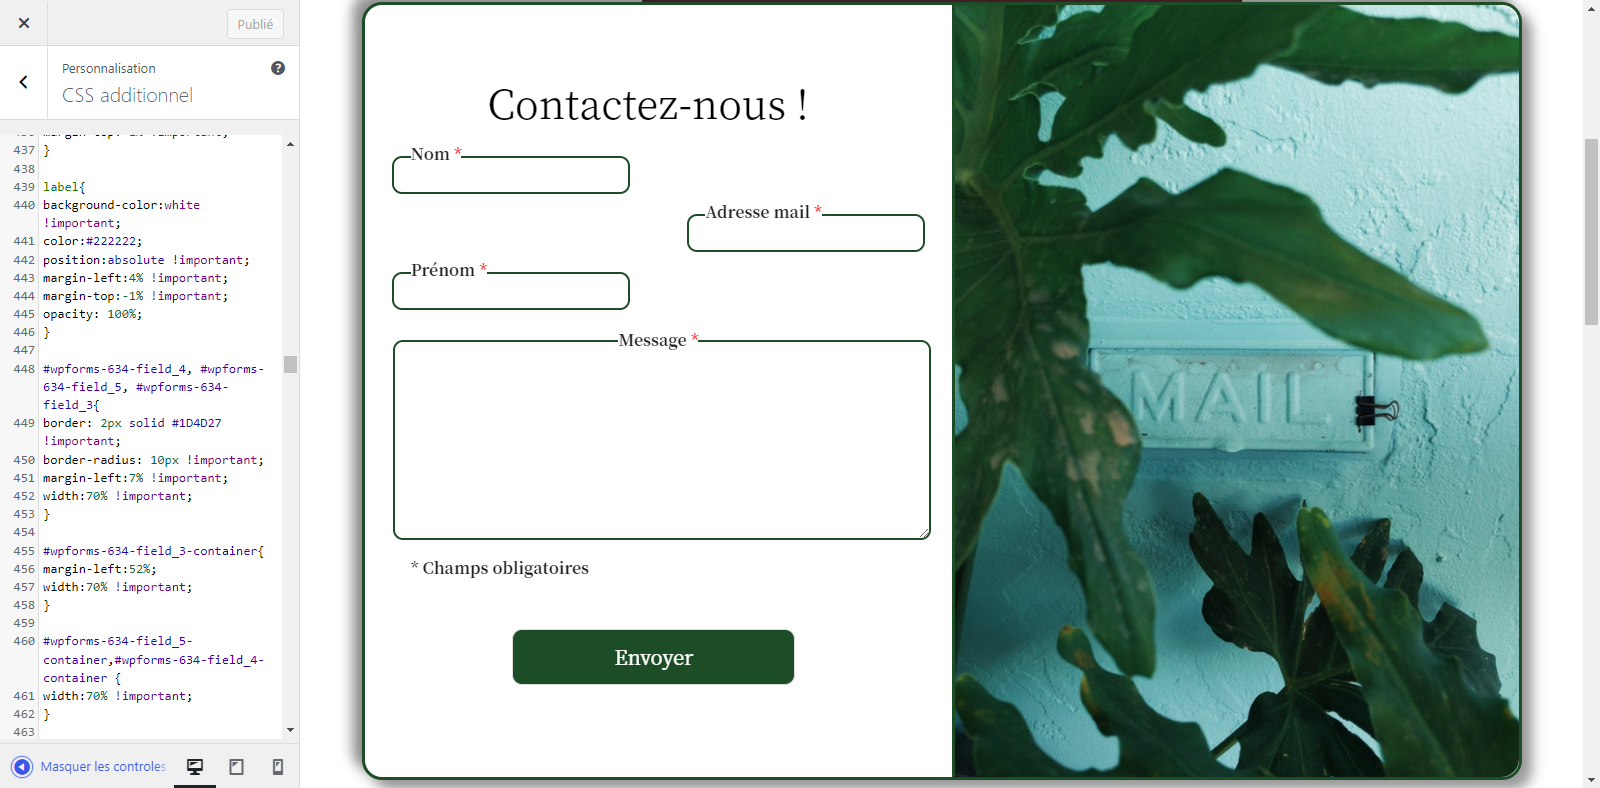 Publié
Personnalisation
CSS additionnel
437 }
438
439 label{
440 background-color:white
!important;
441 color:#222222;
442 position:absolute !important;
443 margin-left:4% !important;
444 margin-top:-1% !important;
445 opacity: 100%;
446 }
447
448 #wpforms-634-field_4, #wpforms-
634-field_5, #wpforms-634-
field_3{
449 border: 2px solid #1D4D27
!important;
450 border-radius: 10px !important;
451 margin-left:7% !important;
452 width:70% !important;
453 }
454
455 #wpforms-634-field_3-container{
456 margin-left:52%;
457 width:70% !important;
458 }
459
460 #wpforms-634-field_5-
container,#wpforms-634-field_4-
container {
461 width:70% !important;
462 }
463
Masquer les controles
Contactez-nous !
Nom *
Adresse mail *
Prénom *
Message *
* Champs obligatoires
Envoyer
MAIL